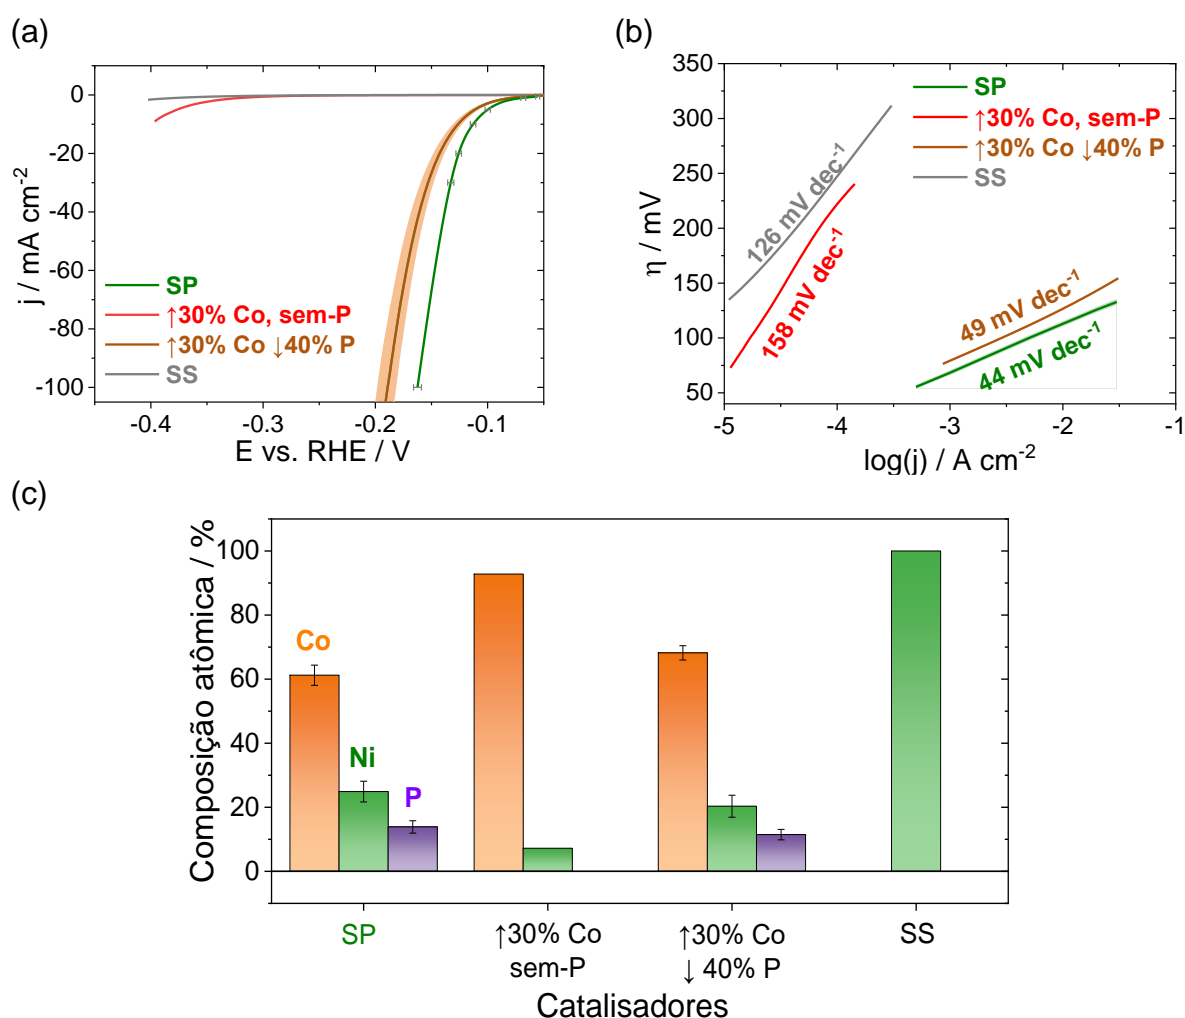 (a)
0
-20
-40
-60
-80
-100
j / mA cm⁻²
SP
↑30% Co, sem-P
↑30% Co ↓40% P
SS
-0.4
-0.3
-0.2
-0.1
E vs. RHE / V
(b)
350
300
250
200
150
100
50
η / mV
SP
↑30% Co, sem-P
↑30% Co ↓40% P
SS
126 mV dec⁻¹
158 mV dec⁻¹
49 mV dec⁻¹
44 mV dec⁻¹
-5
-4
-3
-2
-1
log(j) / A cm⁻²
(c)
100
80
60
40
20
0
Composição atômica / %
Co
Ni
P
SP
↑30% Co
sem-P
↑30% Co
↓ 40% P
SS
Catalisadores